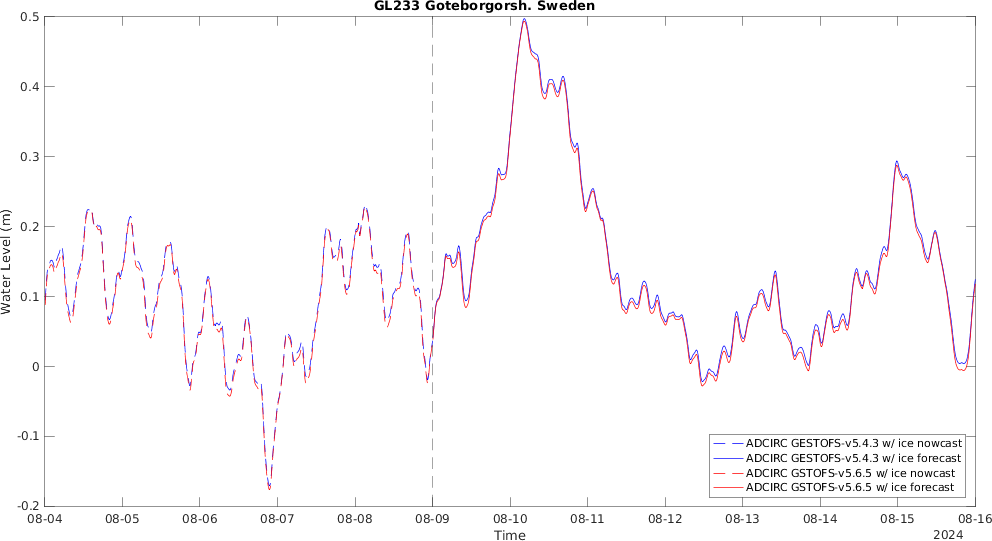 GL233 Goteborgorsh. Sweden
0.5
0.4
0.3
0.2
0.1
0
-0.1
-0.2
Water Level (m)
ADCIRC GESTOFS-v5.4.3 w/ ice nowcast
ADCIRC GESTOFS-v5.4.3 w/ ice forecast
ADCIRC GSTOFS-v5.6.5 w/ ice nowcast
ADCIRC GSTOFS-v5.6.5 w/ ice forecast
08-04 08-05 08-06 08-07 08-08 08-09 08-10 08-11 08-12 08-13 08-14 08-15 08-16
Time
2024